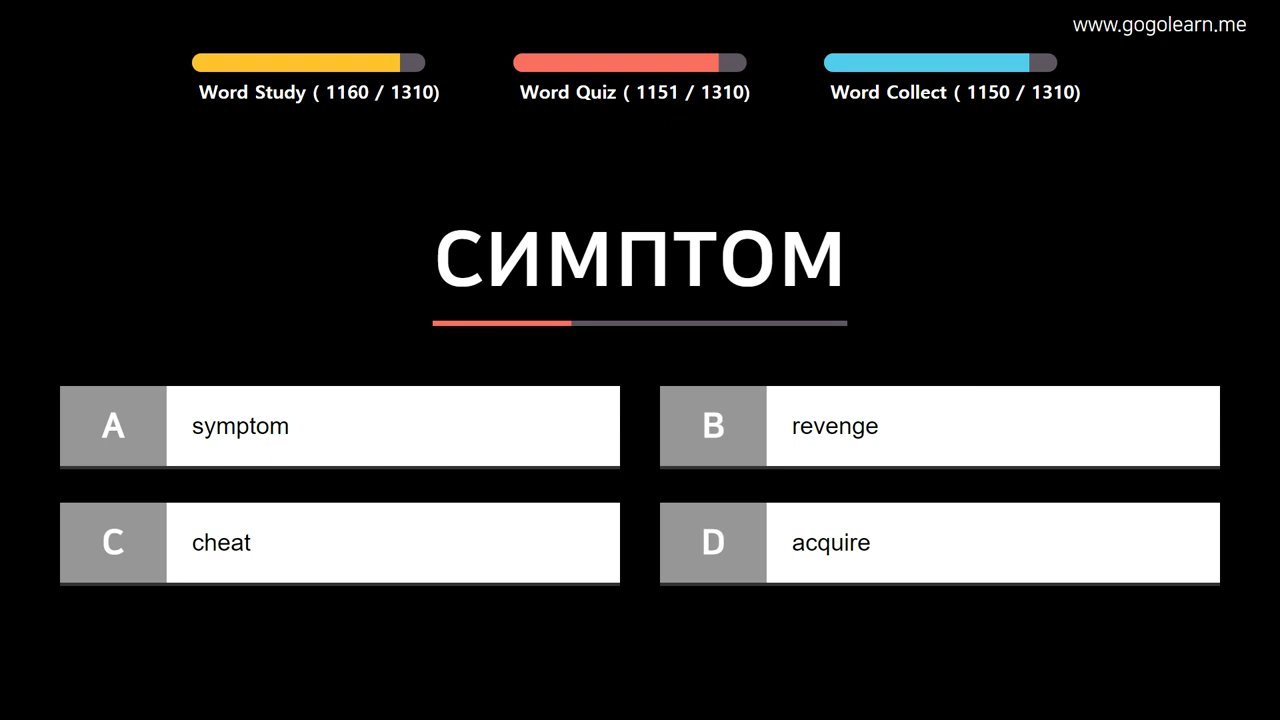 www.gogolearn.me
Word Study ( 1160 / 1310)
Word Quiz ( 1151 / 1310)
Word Collect ( 1150 / 1310)
СИМПТОМ
A symptom
B revenge
C cheat
D acquire